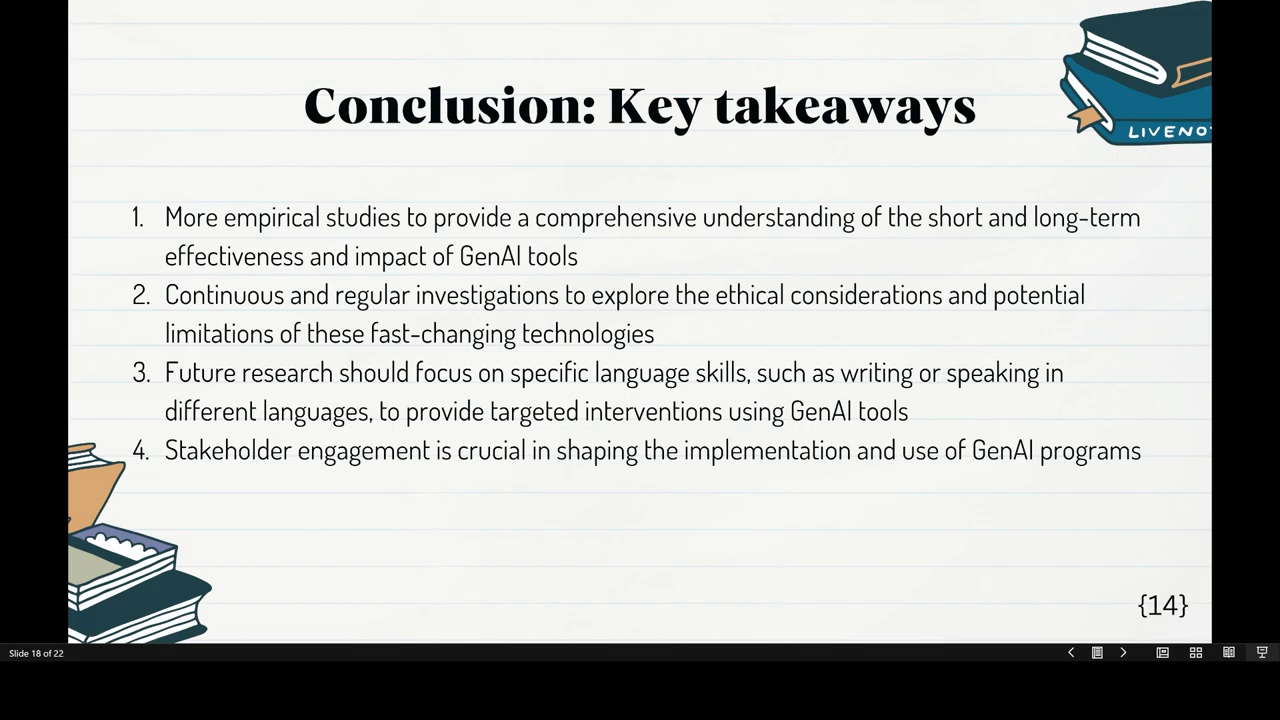 Conclusion: Key takeaways
LIVENO
1. More empirical studies to provide a comprehensive understanding of the short and long-term
effectiveness and impact of GenAI tools
2. Continuous and regular investigations to explore the ethical considerations and potential
limitations of these fast-changing technologies
3. Future research should focus on specific language skills, such as writing or speaking in
different languages, to provide targeted interventions using GenAI tools
4. Stakeholder engagement is crucial in shaping the implementation and use of GenAI programs
{14}
Slide 18 of 22